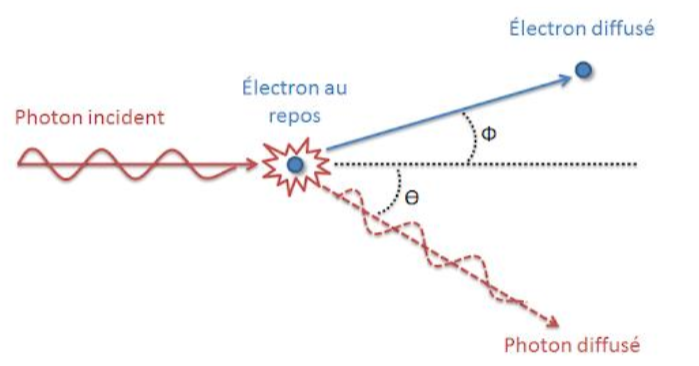 Électron diffusé
Électron au
repos
Photon incident
Φ
Θ
Photon diffusé